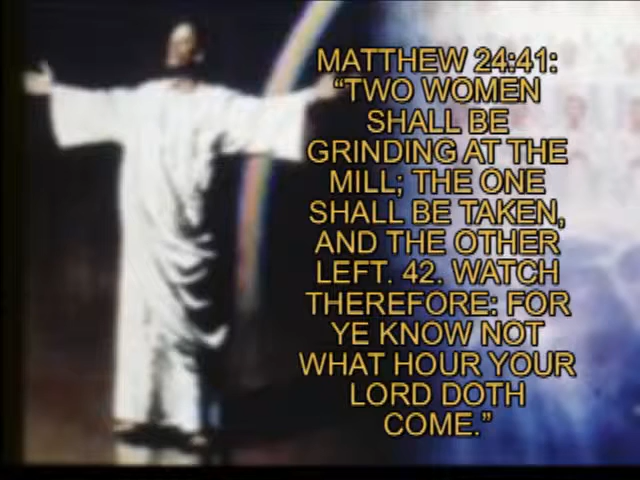 MATTHEW 24:41:
“TWO WOMEN
SHALL BE
GRINDING AT THE
MILL; THE ONE
SHALL BE TAKEN,
AND THE OTHER
LEFT. 42. WATCH
THEREFORE: FOR
YE KNOW NOT
WHAT HOUR YOUR
LORD DOTH
COME.”